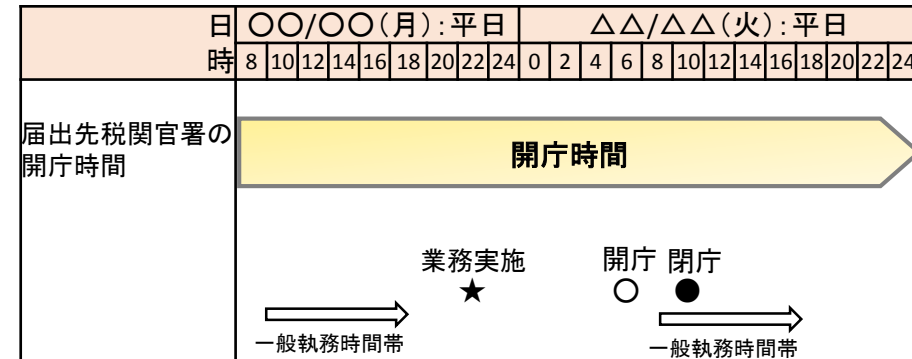 日 〇〇/〇〇(月):平日 △△/△△(火):平日
時 8 10 12 14 16 18 20 22 24 0 2 4 6 8 10 12 14 16 18 20 22 24
届出先税関官署の
開庁時間
開庁時間
業務実施 開庁 閉庁
★ ○ ●
一般執務時間帯 一般執務時間帯